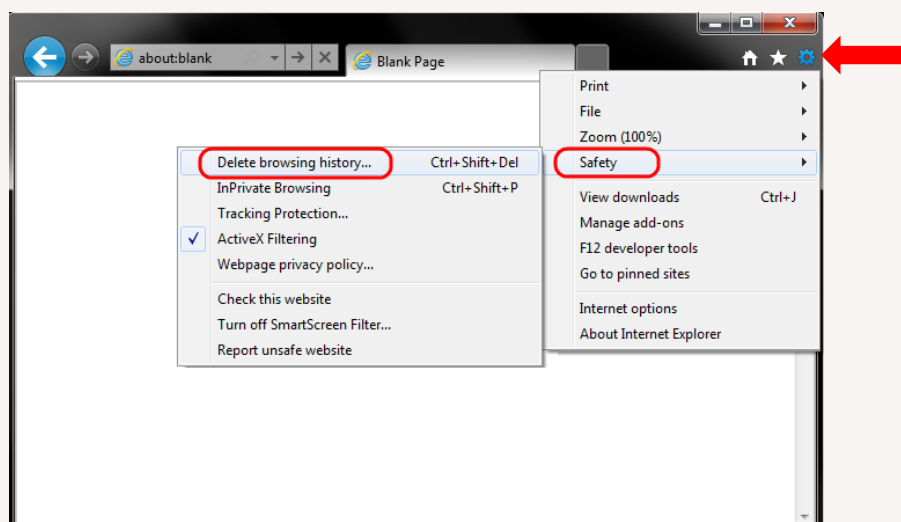 about:blank
Blank Page
Print
File
Zoom (100%)
Safety
View downloads Ctrl+J
Manage add-ons
F12 developer tools
Go to pinned sites
Internet options
About Internet Explorer
Delete browsing history... Ctrl+Shift+Del
InPrivate Browsing Ctrl+Shift+P
Tracking Protection...
ActiveX Filtering
Webpage privacy policy...
Check this website
Turn off SmartScreen Filter...
Report unsafe website